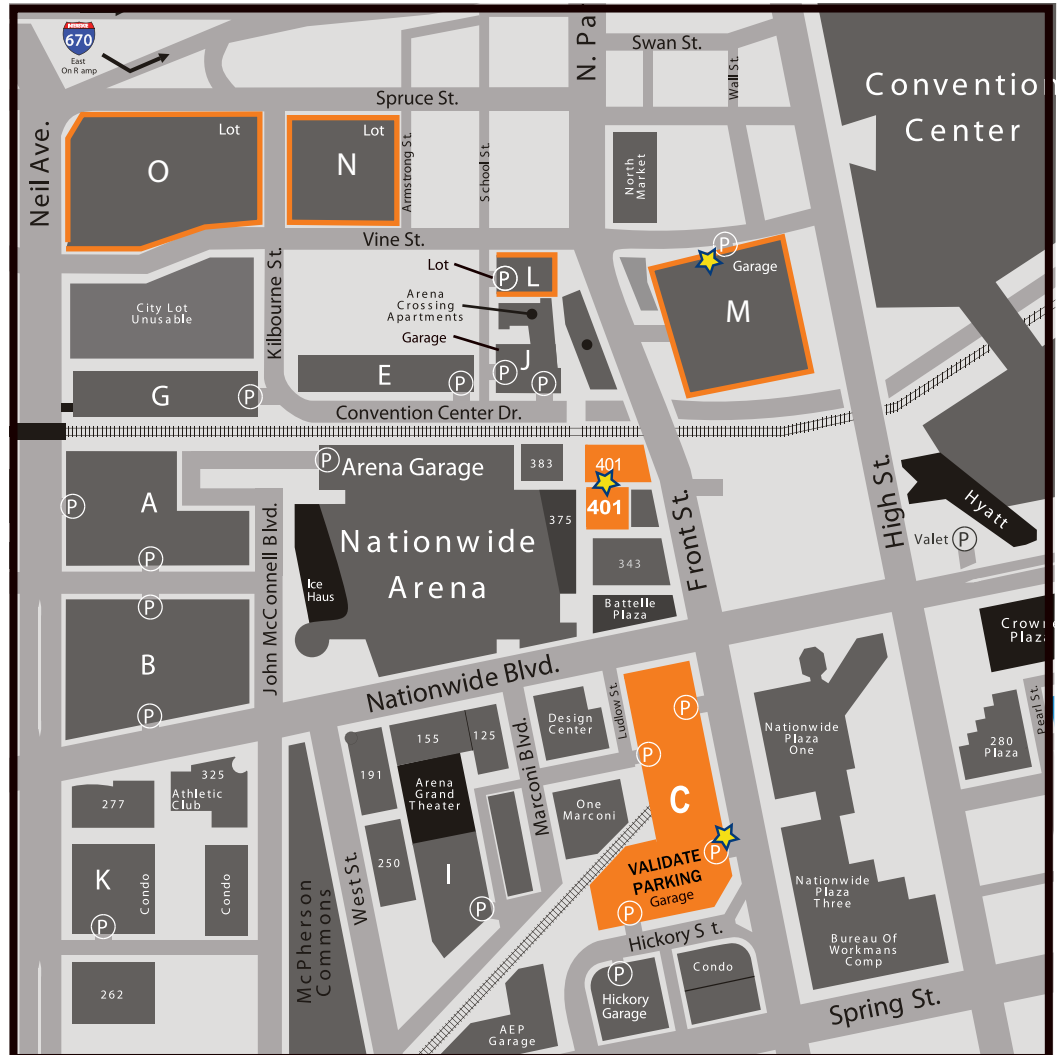 INTERSTATE
670
East
On R amp
Neil Ave.
Spruce St.
N. Pa
Swan St.
Wall St.
Convention
Center
O
Lot
N
Lot
Armstrong St.
School St.
North
Market
Vine St.
Lot
P
L
P
Garage
M
City Lot
Unusable
Kilbourne St.
Arena
Crossing
Apartments
Garage
J
P
P
G
P
E
P
Convention Center Dr.
P
Arena Garage
383
401
401
375
343
Battelle
Plaza
Front St.
High St.
Hyatt
Valet
P
A
P
P
John McConnell Blvd.
Nationwide
Arena
Ice
Haus
P
B
P
Crowne
Plaza
Pearl St.
Nationwide Blvd.
Ludlow St.
Design
Center
Marconi Blvd.
P
P
C
Nationwide
Plaza
One
280
Plaza
155
125
191
Arena
Grand
Theater
325
Athletic
Club
277
One
Marconi
VALIDATE
PARKING
Garage
P
P
K
P
Condo
Condo
250
I
P
West St.
McPherson
Commons
Nationwide
Plaza
Three
Bureau Of
Workmans
Comp
Hickory S t.
P
Hickory
Garage
Condo
262
AEP
Garage
Spring St.